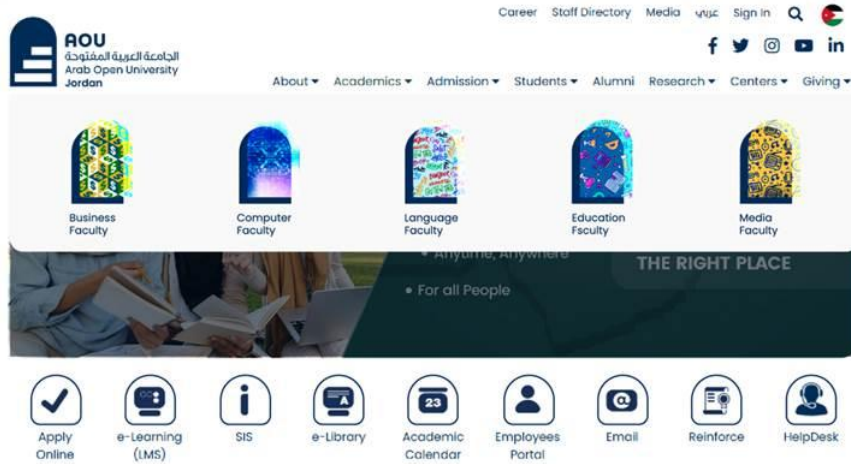 Career Staff Directory Media عربي Sign In
AOU
الجامعة العربية المفتوحة
Arab Open University
Jordan
About Academics Admission Students Alumni Research Centers Giving
Business
Faculty
Computer
Faculty
Language
Faculty
Education
Fsculty
Media
Faculty
• Anytime, Anywhere
THE RIGHT PLACE
• For all People
23
A
@
Apply
Online
e-Learning
(LMS)
SIS
e-Library
Academic
Calendar
Employees
Portal
Email
Reinforce
HelpDesk